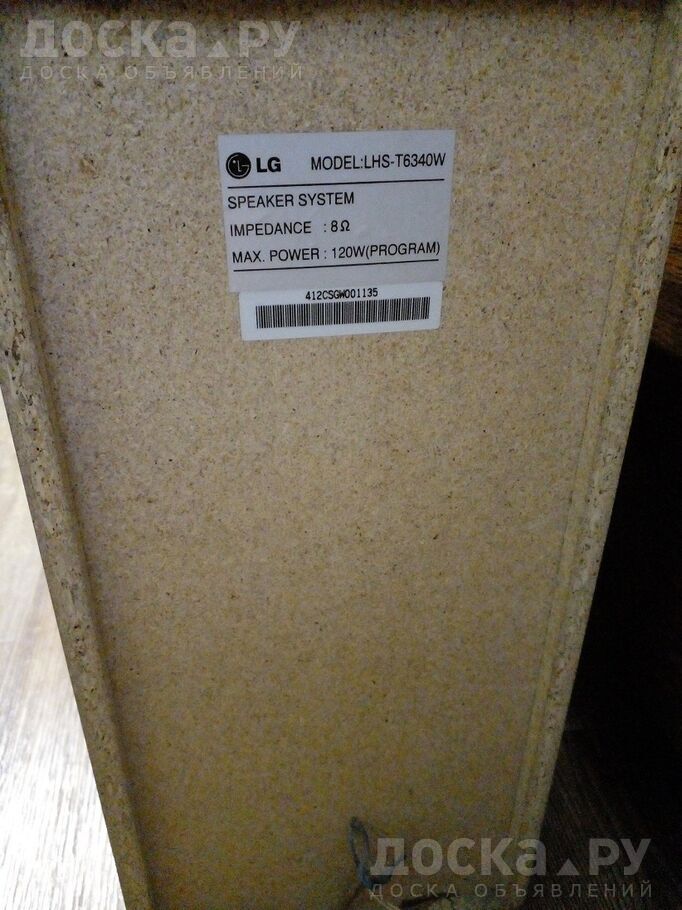 ДОСКА.РУ
ДОСКА ОБЪЯВЛЕНИЙ
LG MODEL:LHS-T6340W
SPEAKER SYSTEM
IMPEDANCE : 8Ω
MAX. POWER : 120W(PROGRAM)
412CSGW001135
ДОСКА.РУ
ДОСКА ОБЪЯВЛЕНИЙ